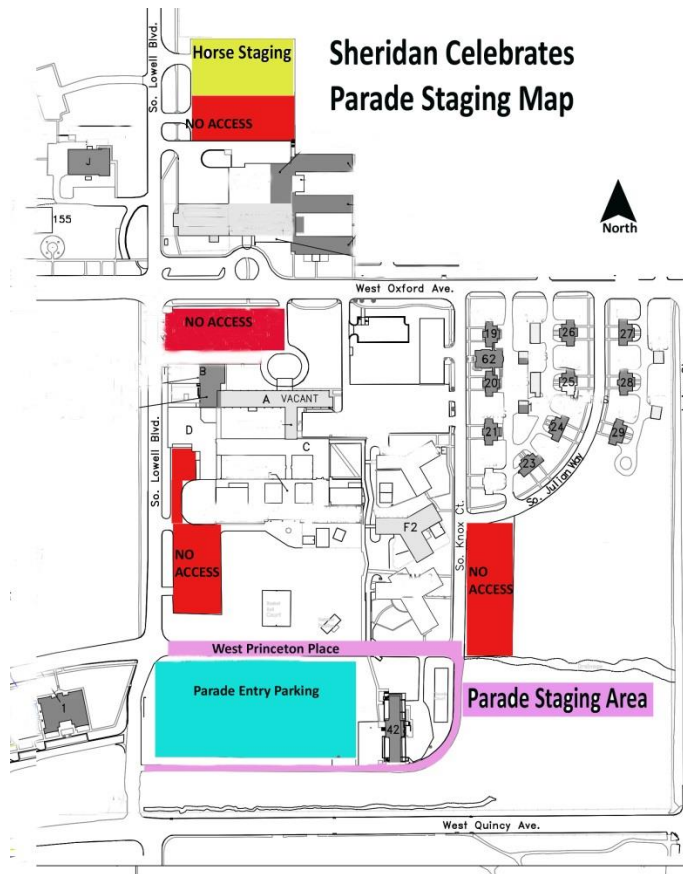 Sheridan Celebrates
Parade Staging Map
So. Lowell Blvd.
Horse Staging
NO ACCESS
J
155
North
West Oxford Ave.
NO ACCESS
19
26
27
62
B
20
25
28
A VACANT
D
21
24
29
C
23
So. Lowell Blvd.
So. Julian Way
F2
So. Knox Ct.
NO
ACCESS
NO
ACCESS
West Princeton Place
Parade Entry Parking
Parade Staging Area
1
42
West Quincy Ave.